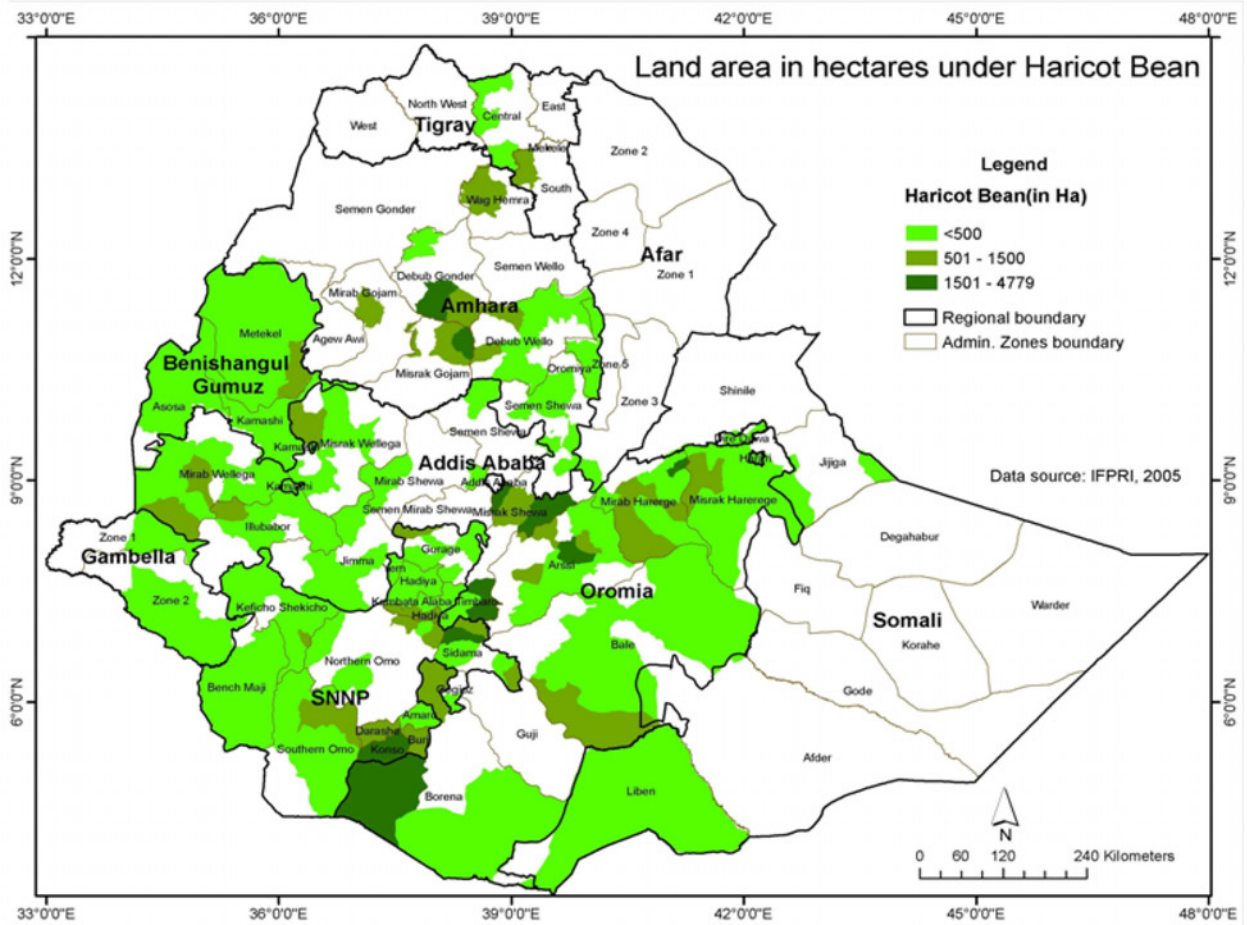 33°0'0"E 36°0'0"E 39°0'0"E 42°0'0"E 45°0'0"E 48°0'0"E
Land area in hectares under Haricot Bean
Legend
Haricot Bean(in Ha)
<500
501 - 1500
1501 - 4779
Regional boundary
Admin. Zones boundary
Data source: IFPRI, 2005
12°0'0"N
9°0'0"N
6°0'0"N
12°0'0"N
9°0'0"N
6°0'0"N
North West
Central
East
West
Tigray
Mekele
Zone 2
South
Wag Hemra
Semen Gonder
Zone 4
Afar
Zone 1
Semen Wello
Debub Gonder
Mirab Gojam
Amhara
Metekel
Agew Awi
Debub Wello
Benishangul
Gumuz
Misrak Gojam
Oromiya
Zone 5
Shinile
Asosa
Kamashi
Semen Shewa
Zone 3
Misrak Wellega
Semen Shewa
Dire Dawa
Addis Ababa
Jijiga
Mirab Wellega
Kamashi
Mirab Shewa
Addis Ababa
Mirab Harerge
Misrak Harerege
Semen Mirab Shewa
Misrak Shewa
Illubabor
Degahabur
Zone 1
Gambella
Gurage
Jimma
Arssi
Hadiya
Oromia
Fiq
Zone 2
Keficho Shekicho
Kembata Alaba Timbaro
Hadiya
Warder
Somali
Korahe
Sidama
Bale
Northern Omo
Bench Maji
SNNP
Gode
Amaro
Darashe
Guji
Southern Omo
Konso
Afder
Borena
Liben
N
0 60 120 240 Kilometers
33°0'0"E 36°0'0"E 39°0'0"E 42°0'0"E 45°0'0"E 48°0'0"E